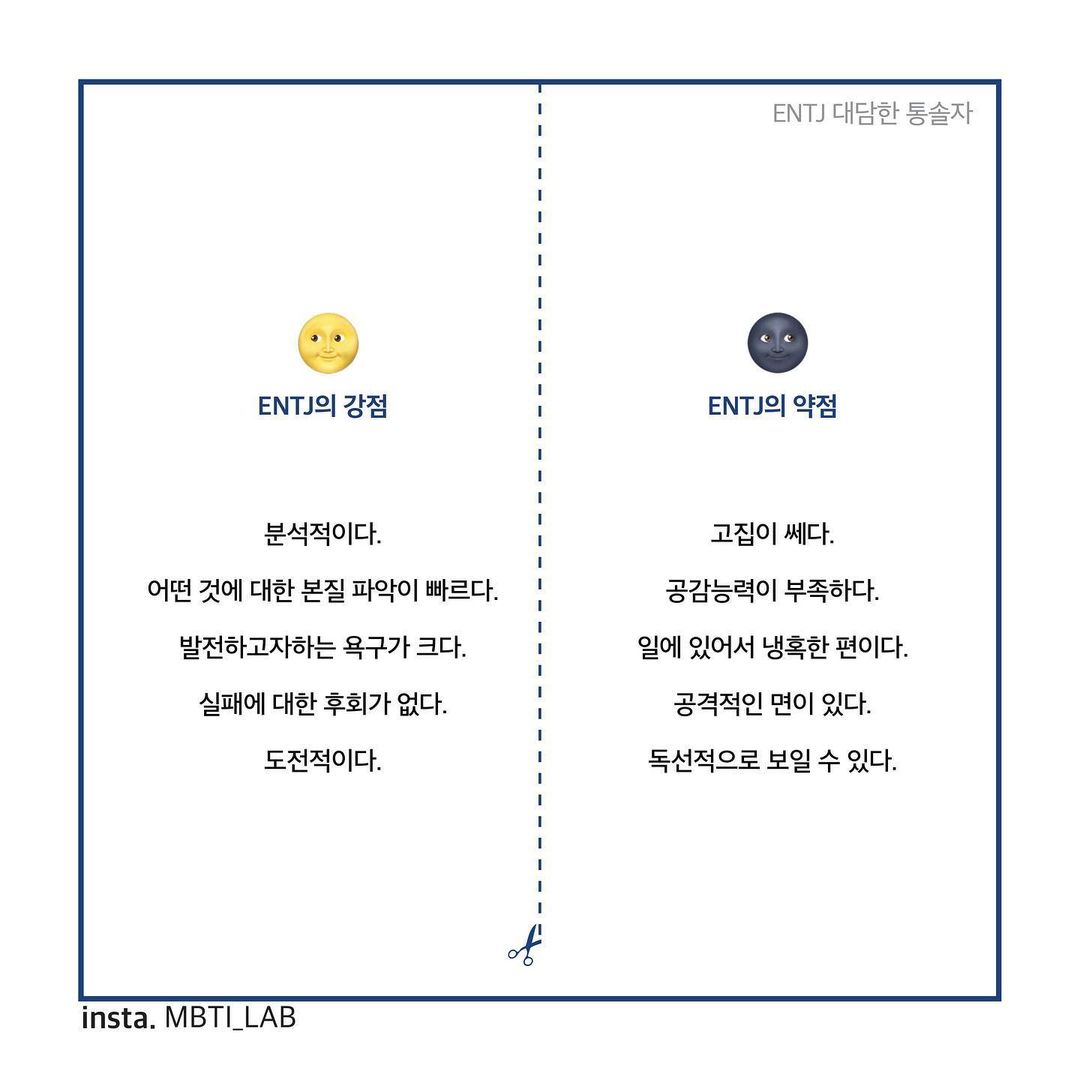 ENTJ 대담한 통솔자
ENTJ의 강점
분석적이다.
어떤 것에 대한 본질 파악이 빠르다.
발전하고자하는 욕구가 크다.
실패에 대한 후회가 없다.
도전적이다.
ENTJ의 약점
고집이 쎄다.
공감능력이 부족하다.
일에 있어서 냉혹한 편이다.
공격적인 면이 있다.
독선적으로 보일 수 있다.
insta. MBTI_LAB